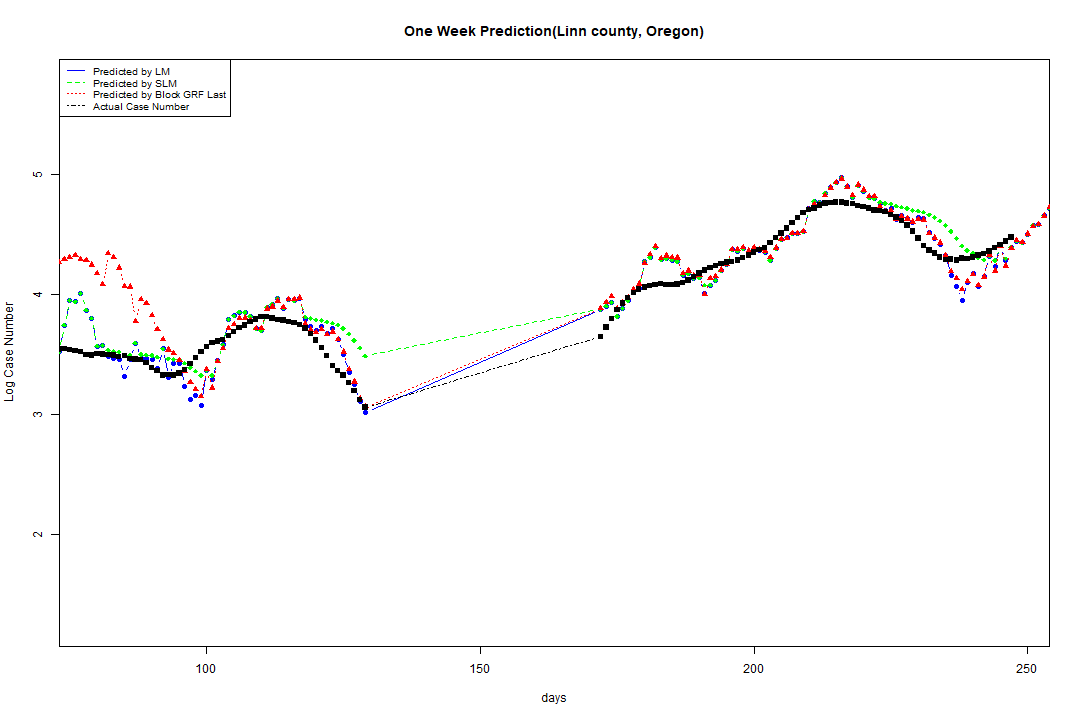 One Week Prediction(Linn county, Oregon)
Predicted by LM
Predicted by SLM
Predicted by Block GRF Last
Actual Case Number
Log Case Number
5
4
3
2
100
150
200
250
days